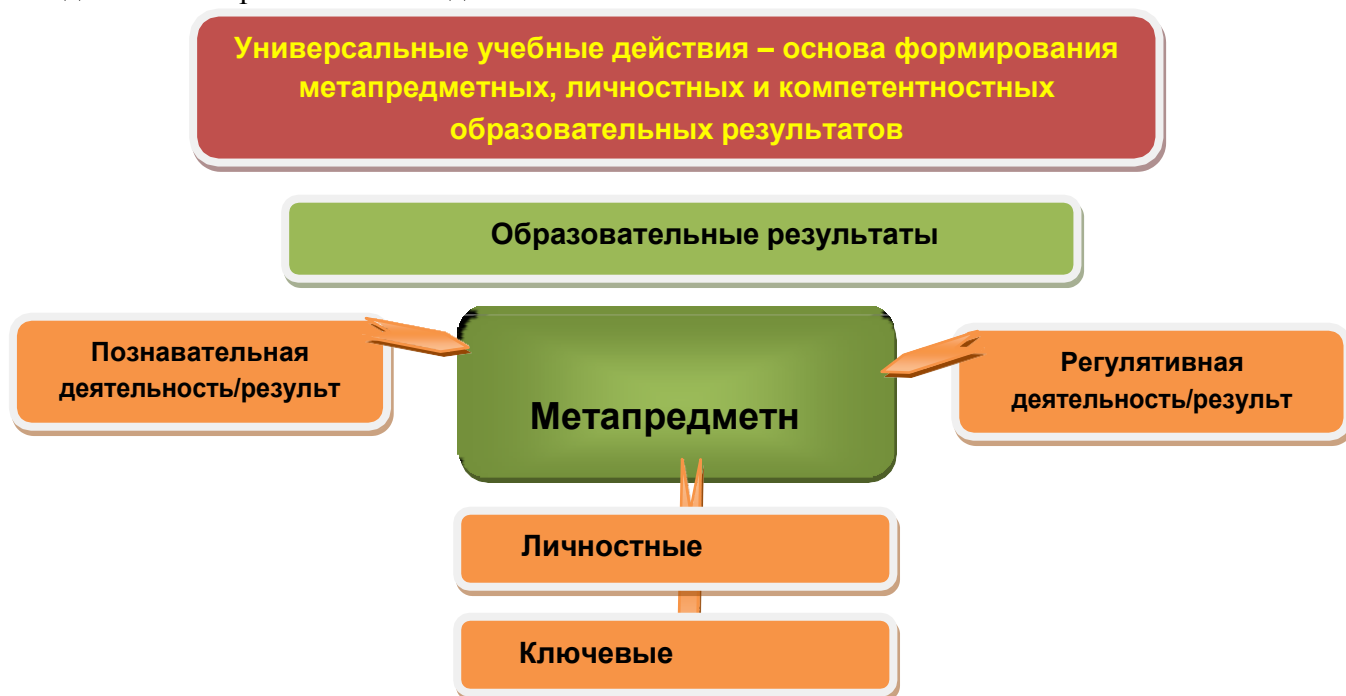 Универсальные учебные действия – основа формирования
метапредметных, личностных и компетентностных
образовательных результатов
Образовательные результаты
Познавательная
деятельность/результ
Метапредметн
Регулятивная
деятельность/результ
Личностные
Ключевые